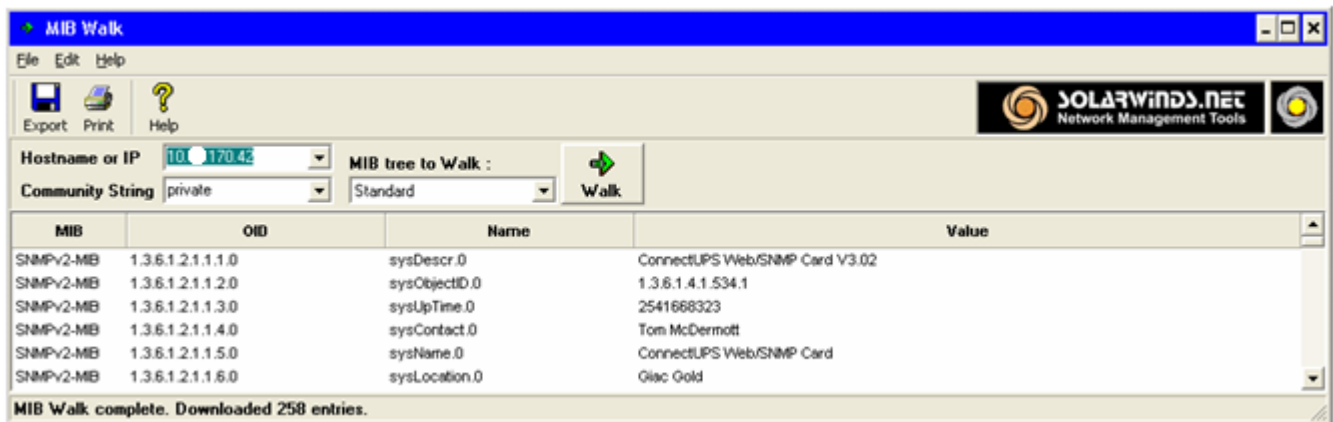 MIB Walk
File Edit Help
Export Print Help
SOLARWINDS.NET
Network Management Tools
Hostname or IP 10. 170.42 MIB tree to Walk :
Community String private Standard Walk
MIB OID Name Value
SNMPv2-MIB 1.3.6.1.2.1.1.1.0 sysDescr.0 ConnectUPS Web/SNMP Card V3.02
SNMPv2-MIB 1.3.6.1.2.1.1.2.0 sysObjectID.0 1.3.6.1.4.1.534.1
SNMPv2-MIB 1.3.6.1.2.1.1.3.0 sysUpTime.0 2541668323
SNMPv2-MIB 1.3.6.1.2.1.1.4.0 sysContact.0 Tom McDermott
SNMPv2-MIB 1.3.6.1.2.1.1.5.0 sysName.0 ConnectUPS Web/SNMP Card
SNMPv2-MIB 1.3.6.1.2.1.1.6.0 sysLocation.0 Giac Gold
MIB Walk complete. Downloaded 258 entries.